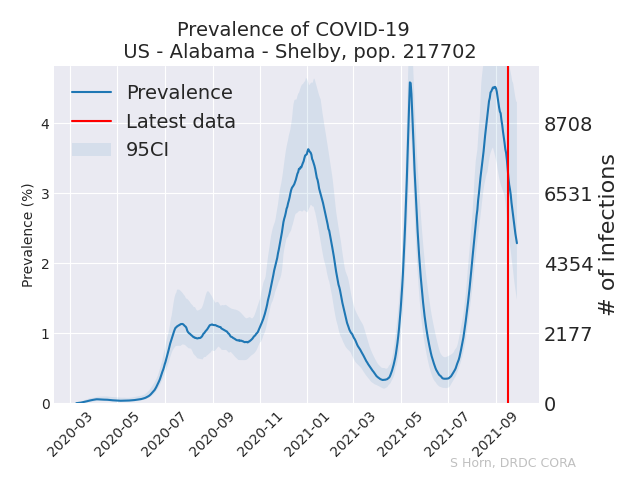 Prevalence of COVID-19
US - Alabama - Shelby, pop. 217702
Prevalence
Latest data
95CI
Prevalence (%)
4
3
2
1
0
8708
6531
4354
2177
0
# of infections
2020-03
2020-05
2020-07
2020-09
2020-11
2021-01
2021-03
2021-05
2021-07
2021-09
S Horn, DRDC CORA